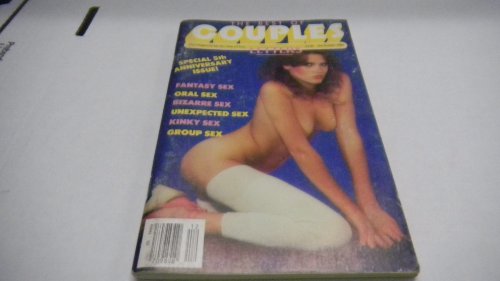 THE BEST OF
COUPLES
LETTERS
SPECIAL 5th
ANNIVERSARY
ISSUE!
FANTASY SEX
ORAL SEX
BIZARRE SEX
UNEXPECTED SEX
KINKY SEX
GROUP SEX